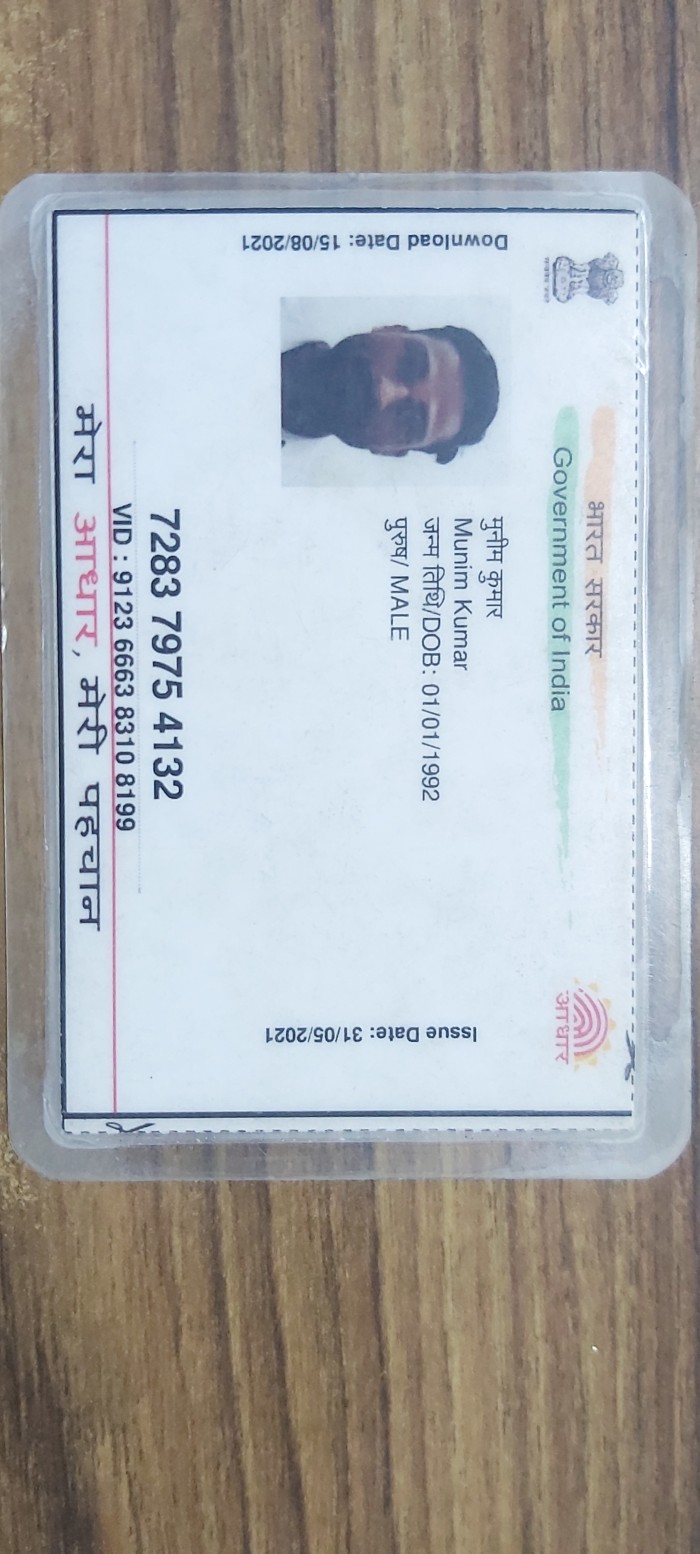 भारत सरकार
Government of India
आधार
Download Date: 15/08/2021
मुनीम कुमार
Munim Kumar
जन्म तिथि/DOB: 01/01/1992
पुरुष/ MALE
Issue Date: 31/05/2021
7283 7975 4132
VID : 9123 6663 8310 8199
मेरा आधार, मेरी पहचान